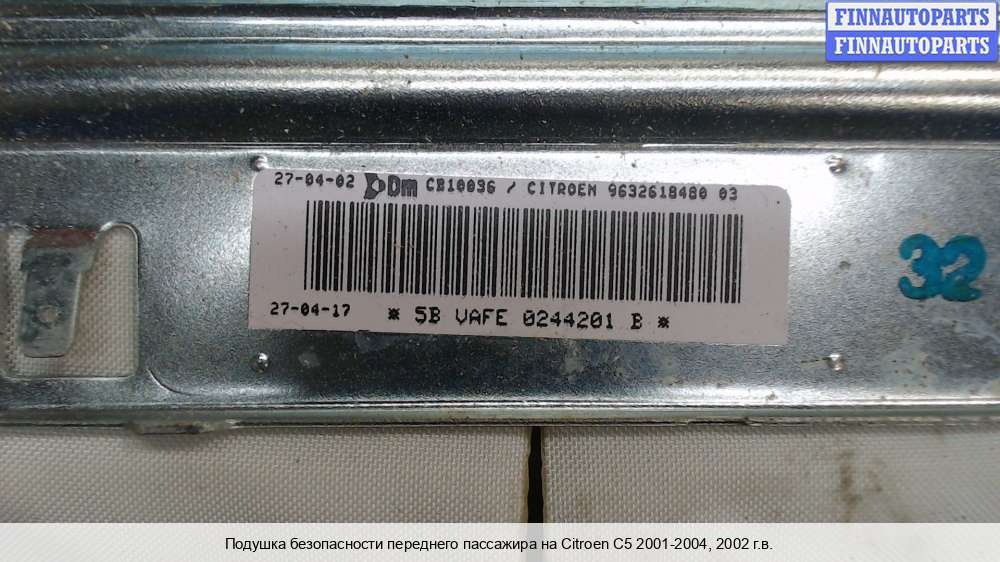 FINNAUTOPARTS
FINNAUTOPARTS
27-04-02 Dm CB10036 / CITROEN 9632618480 03
32
27-04-17 * 5B VAFE 0244201 B *
Подушка безопасности переднего пассажира на Citroen C5 2001-2004, 2002 г.в.